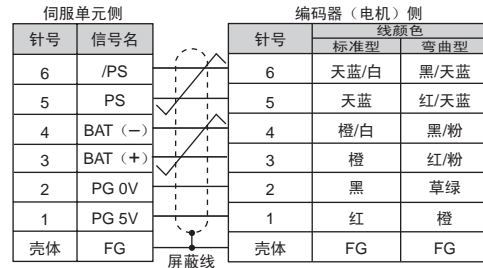 伺服单元侧 编码器（电机）侧
针号 信号名 针号 线颜色
标准型 弯曲型
6 /PS 6 天蓝/白 黑/天蓝
5 PS 5 天蓝 红/天蓝
4 BAT（−） 4 橙/白 黑/粉
3 BAT（+） 3 橙 红/粉
2 PG 0V 2 黑 草绿
1 PG 5V 1 红 橙
壳体 FG 壳体 FG FG
屏蔽线